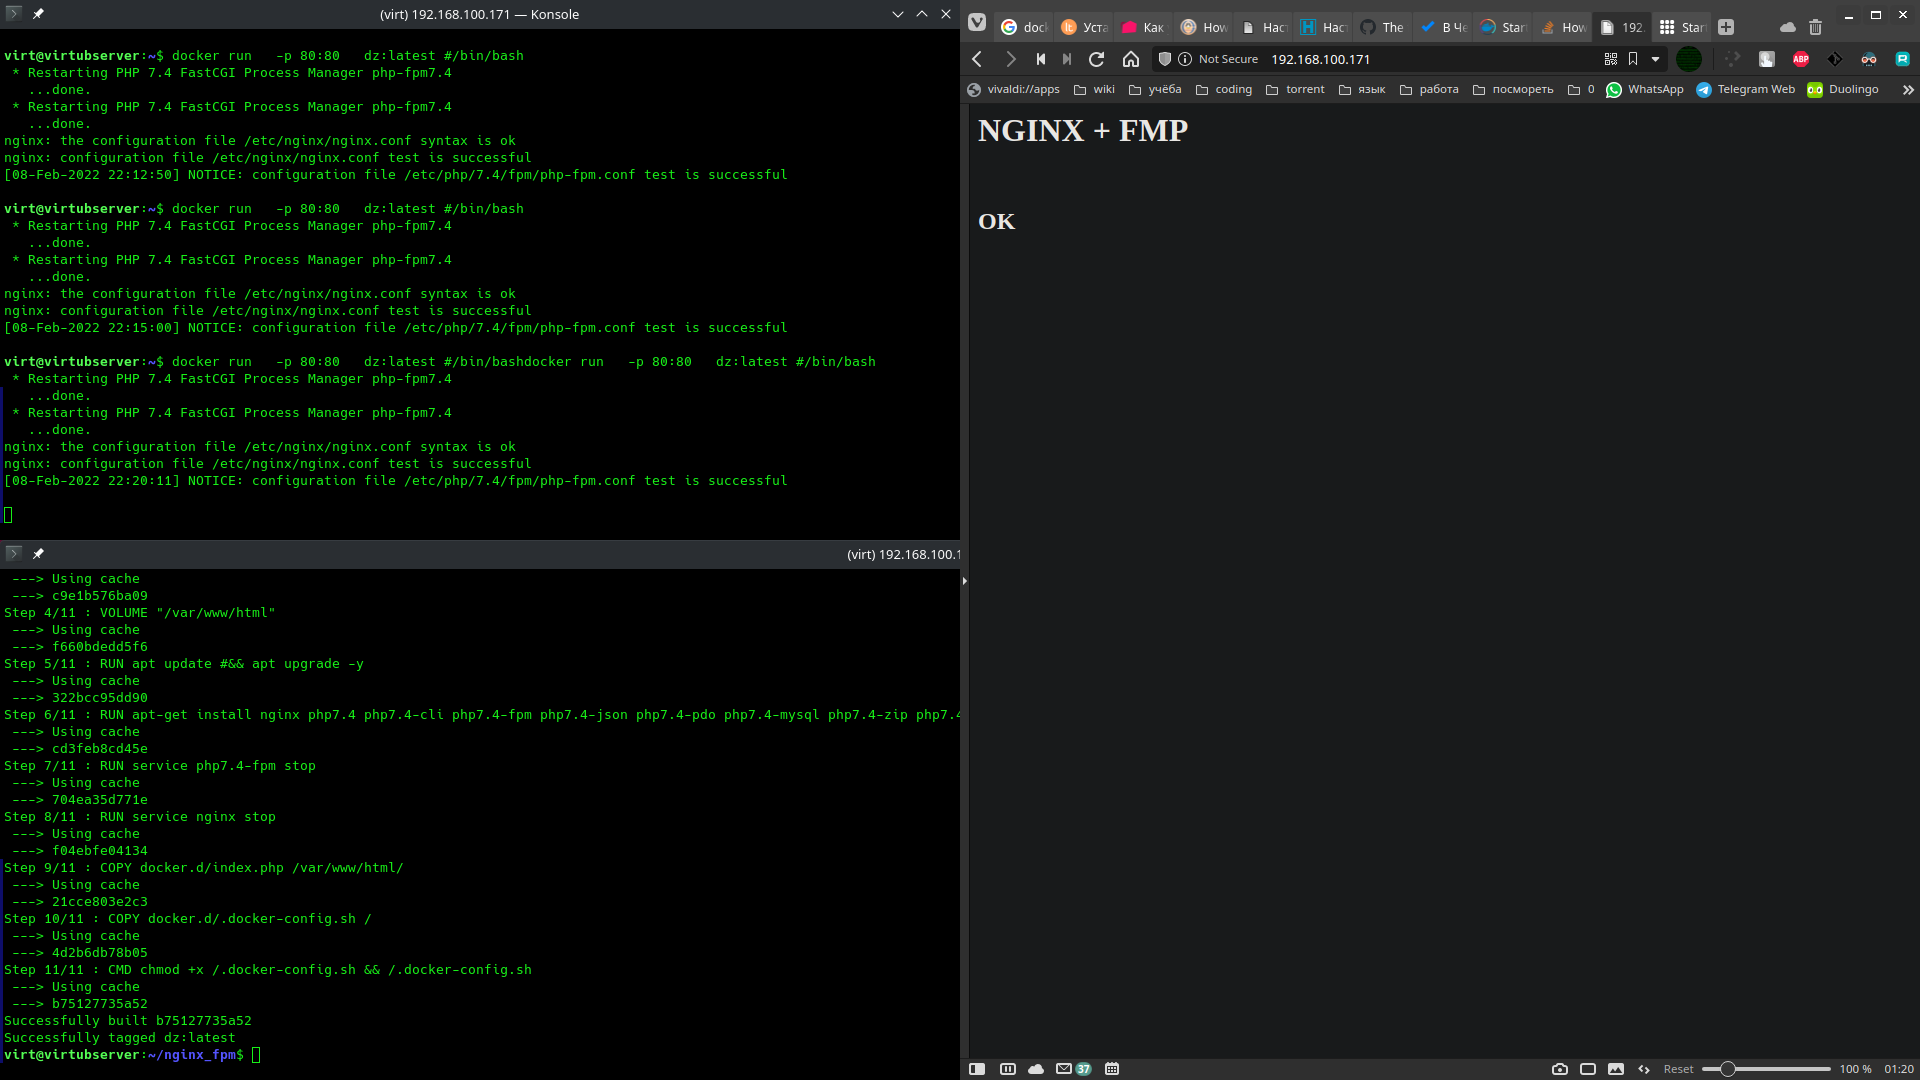 (virt) 192.168.100.171 — Konsole
virt@virtubserver:~$ docker run   -p 80:80   dz:latest #/bin/bash
 * Restarting PHP 7.4 FastCGI Process Manager php-fpm7.4
   ...done.
 * Restarting PHP 7.4 FastCGI Process Manager php-fpm7.4
   ...done.
nginx: the configuration file /etc/nginx/nginx.conf syntax is ok
nginx: configuration file /etc/nginx/nginx.conf test is successful
[08-Feb-2022 22:12:50] NOTICE: configuration file /etc/php/7.4/fpm/php-fpm.conf test is successful
virt@virtubserver:~$ docker run   -p 80:80   dz:latest #/bin/bash
 * Restarting PHP 7.4 FastCGI Process Manager php-fpm7.4
   ...done.
 * Restarting PHP 7.4 FastCGI Process Manager php-fpm7.4
   ...done.
nginx: the configuration file /etc/nginx/nginx.conf syntax is ok
nginx: configuration file /etc/nginx/nginx.conf test is successful
[08-Feb-2022 22:15:00] NOTICE: configuration file /etc/php/7.4/fpm/php-fpm.conf test is successful
virt@virtubserver:~$ docker run   -p 80:80   dz:latest #/bin/bashdocker run   -p 80:80   dz:latest #/bin/bash
 * Restarting PHP 7.4 FastCGI Process Manager php-fpm7.4
   ...done.
 * Restarting PHP 7.4 FastCGI Process Manager php-fpm7.4
   ...done.
nginx: the configuration file /etc/nginx/nginx.conf syntax is ok
nginx: configuration file /etc/nginx/nginx.conf test is successful
[08-Feb-2022 22:20:11] NOTICE: configuration file /etc/php/7.4/fpm/php-fpm.conf test is successful
(virt) 192.168.100.1
 ---> Using cache
 ---> c9e1b576ba09
Step 4/11 : VOLUME "/var/www/html"
 ---> Using cache
 ---> f660bdedd5f6
Step 5/11 : RUN apt update #&& apt upgrade -y
 ---> Using cache
 ---> 322bcc95dd90
Step 6/11 : RUN apt-get install nginx php7.4 php7.4-cli php7.4-fpm php7.4-json php7.4-pdo php7.4-mysql php7.4-zip php7.4
 ---> Using cache
 ---> cd3feb8cd45e
Step 7/11 : RUN service php7.4-fpm stop
 ---> Using cache
 ---> 704ea35d771e
Step 8/11 : RUN service nginx stop
 ---> Using cache
 ---> f04ebfe04134
Step 9/11 : COPY docker.d/index.php /var/www/html/
 ---> Using cache
 ---> 21cce803e2c3
Step 10/11 : COPY docker.d/.docker-config.sh /
 ---> Using cache
 ---> 4d2b6db78b05
Step 11/11 : CMD chmod +x /.docker-config.sh && /.docker-config.sh
 ---> Using cache
 ---> b75127735a52
Successfully built b75127735a52
Successfully tagged dz:latest
virt@virtubserver:~/nginx_fpm$
dock Уста Как How Нас Нас The В Че Star How 192. Star
Not Secure 192.168.100.171 ABP
vivaldi://apps wiki учёба coding torrent язык работа посмореть 0 WhatsApp Telegram Web Duolingo
NGINX + FMP
OK
37 Reset 100 % 01:20